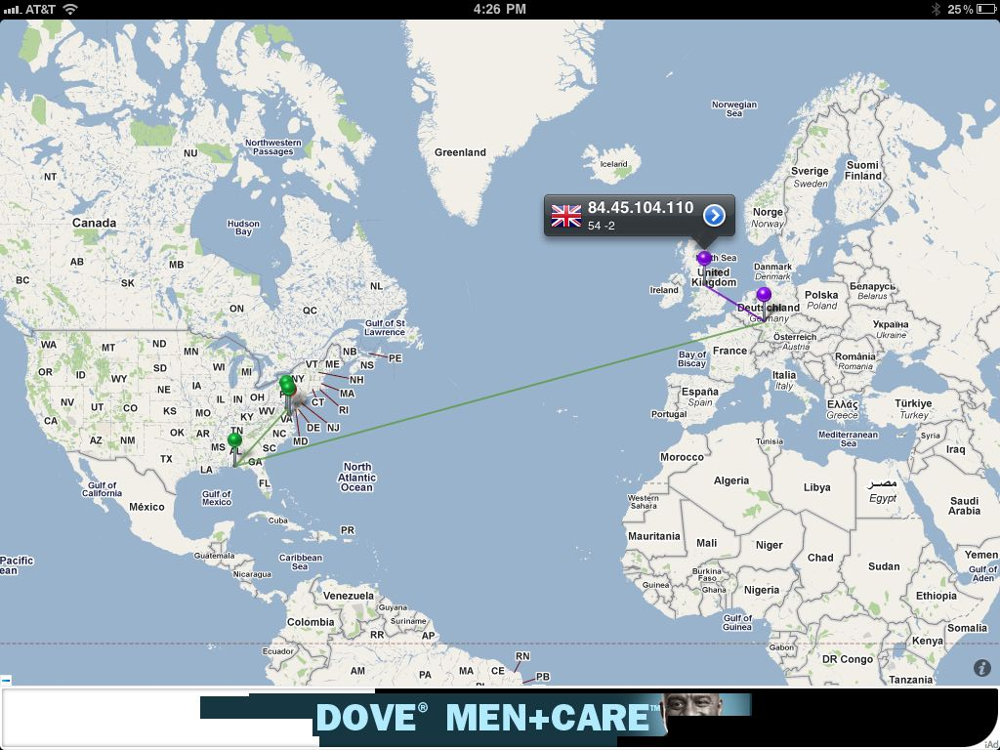 AT&T
4:26 PM
25%
Norwegian
Sea
Greenland
Iceland
Sverige
Sweden
Suomi
Finland
Northwestern
Passages
NU
NT
Canada
Hudson
Bay
84.45.104.110
54 -2
Norge
Norway
AB
MB
BC
SK
NL
ON
QC
Gulf of St
Lawrence
United
Kingdom
Ireland
Danmark
Denmark
Deutschland
Germany
Polska
Poland
Беларусь
Belarus
Україна
Ukraine
WA
MT
ND
MN
NB
PE
OR
ID
WY
SD
WI
MI
VT
ME
NS
NY
NH
NV
UT
CO
NE
IA
IL
IN
OH
MA
CT
RI
CA
KS
MO
WV
KY
VA
AZ
NM
OK
AR
TN
NC
DE
NJ
MD
TX
MS
AL
SC
GA
LA
FL
Bay of
Biscay
France
Österreich
Austria
România
Romania
Italia
Italy
España
Spain
Portugal
Ελλάς
Greece
Türkiye
Turkey
Mediterranean
Sea
Syria
Iraq
Tunisia
Morocco
Algeria
Libya
مصر
Egypt
Saudi
Arabia
Western
Sahara
Gulf of
California
Gulf of
Mexico
North
Atlantic
Ocean
México
Cuba
PR
Guatemala
Caribbean
Sea
Nicaragua
Pacific
ean
Mauritania
Mali
Niger
Chad
Sudan
Yemen
Gulf of
Aden
Burkina
Faso
Guinea
Ghana
Nigeria
Ethiopia
Somalia
Gulf of
Guinea
Venezuela
Guyana
Suriname
Colombia
RR
AP
Ecuador
AM
PA
MA
CE
RN
PB
Gabon
Kenya
DR Congo
Tanzania
DOVE® MEN+CARE™
iAd